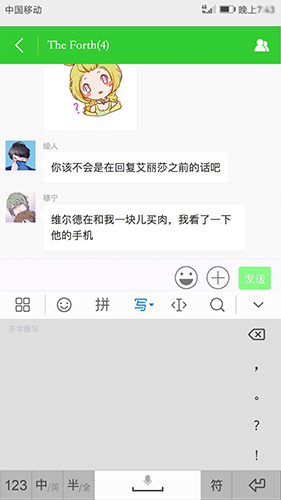 中国移动 晚上7:43
The Forth(4)
?
绫人
你该不会是在回复艾丽莎之前的话吧
穗宁
维尔德在和我一块儿买肉，我看了一下
他的手机
发送
拼 写
多字叠写
，
。
?
!
123 中/英 半/全 符